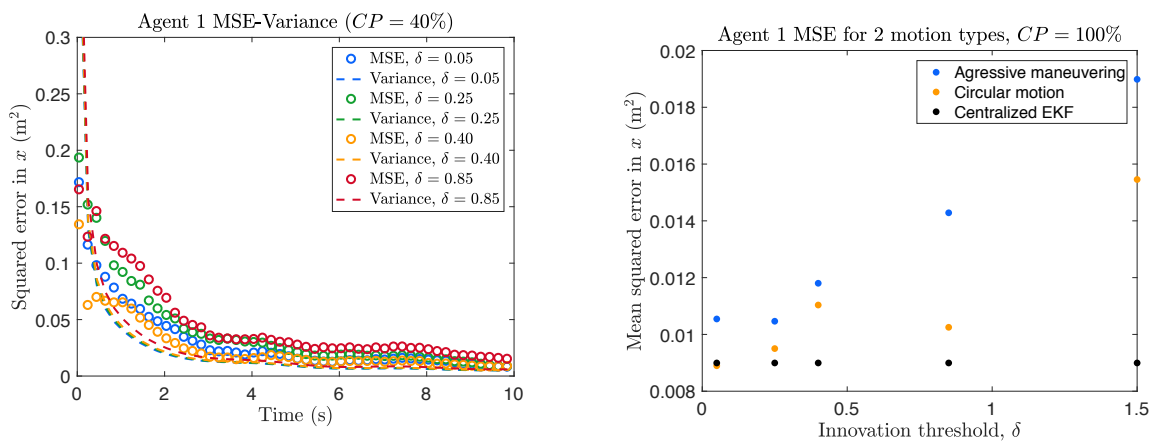 Agent 1 MSE-Variance (CP = 40%)
0.3
0.25
0.2
0.15
0.1
0.05
0
Squared error in x (m²)
MSE, δ = 0.05
Variance, δ = 0.05
MSE, δ = 0.25
Variance, δ = 0.25
MSE, δ = 0.40
Variance, δ = 0.40
MSE, δ = 0.85
Variance, δ = 0.85
0 2 4 6 8 10
Time (s)
Agent 1 MSE for 2 motion types, CP = 100%
0.02
0.018
0.016
0.014
0.012
0.01
0.008
Mean squared error in x (m²)
Agressive maneuvering
Circular motion
Centralized EKF
0 0.5 1 1.5
Innovation threshold, δ